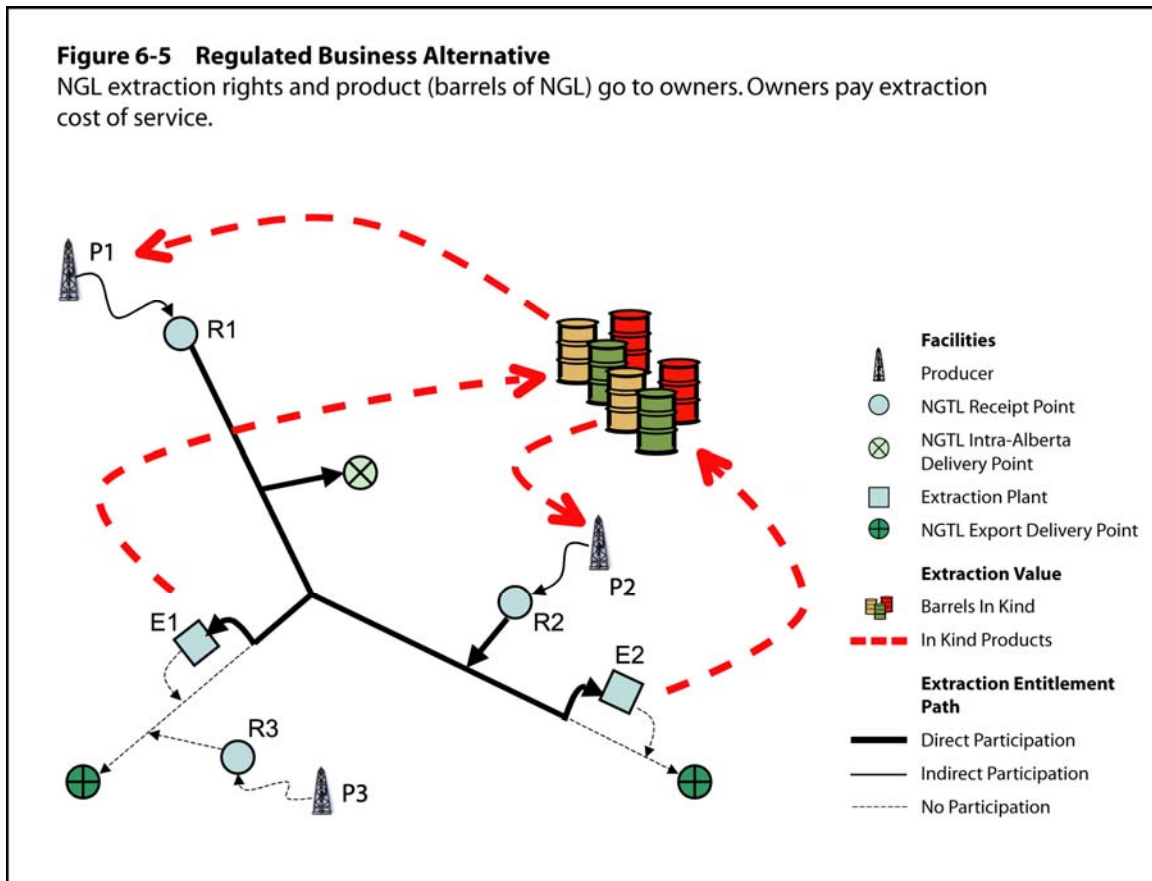 Figure 6-5 Regulated Business Alternative
NGL extraction rights and product (barrels of NGL) go to owners. Owners pay extraction
cost of service.
P1
R1
Facilities
Producer
NGTL Receipt Point
NGTL Intra-Alberta
Delivery Point
Extraction Plant
NGTL Export Delivery Point
Extraction Value
Barrels In Kind
In Kind Products
Extraction Entitlement
Path
Direct Participation
Indirect Participation
No Participation
P2
R2
E1
E2
R3
P3